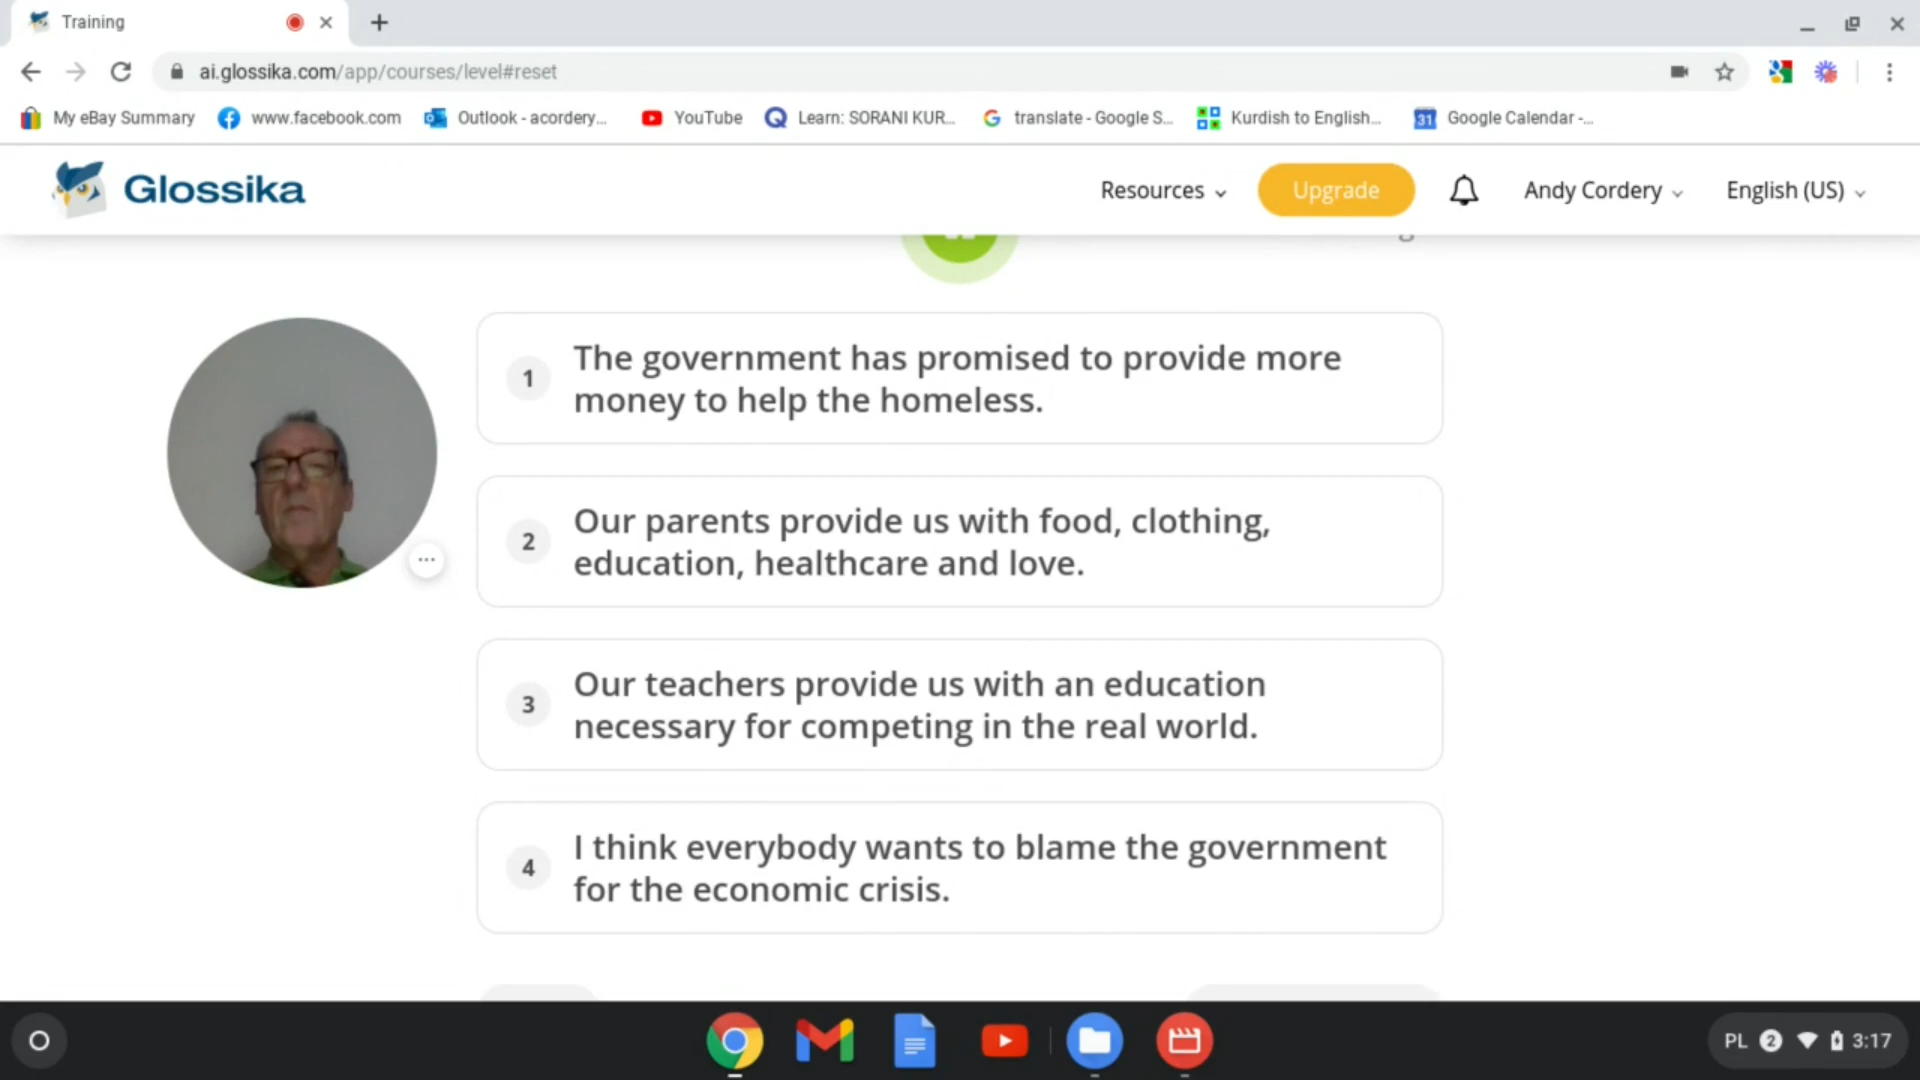 Training
ai.glossika.com/app/courses/level#reset
My eBay Summary
www.facebook.com
Outlook - acordery...
YouTube
Learn: SORANI KUR...
translate - Google S...
Kurdish to English...
31
Google Calendar -...
Glossika
Resources
Upgrade
Andy Cordery
English (US)
1
The government has promised to provide more
money to help the homeless.
2
Our parents provide us with food, clothing,
education, healthcare and love.
3
Our teachers provide us with an education
necessary for competing in the real world.
4
I think everybody wants to blame the government
for the economic crisis.
PL 2 3:17